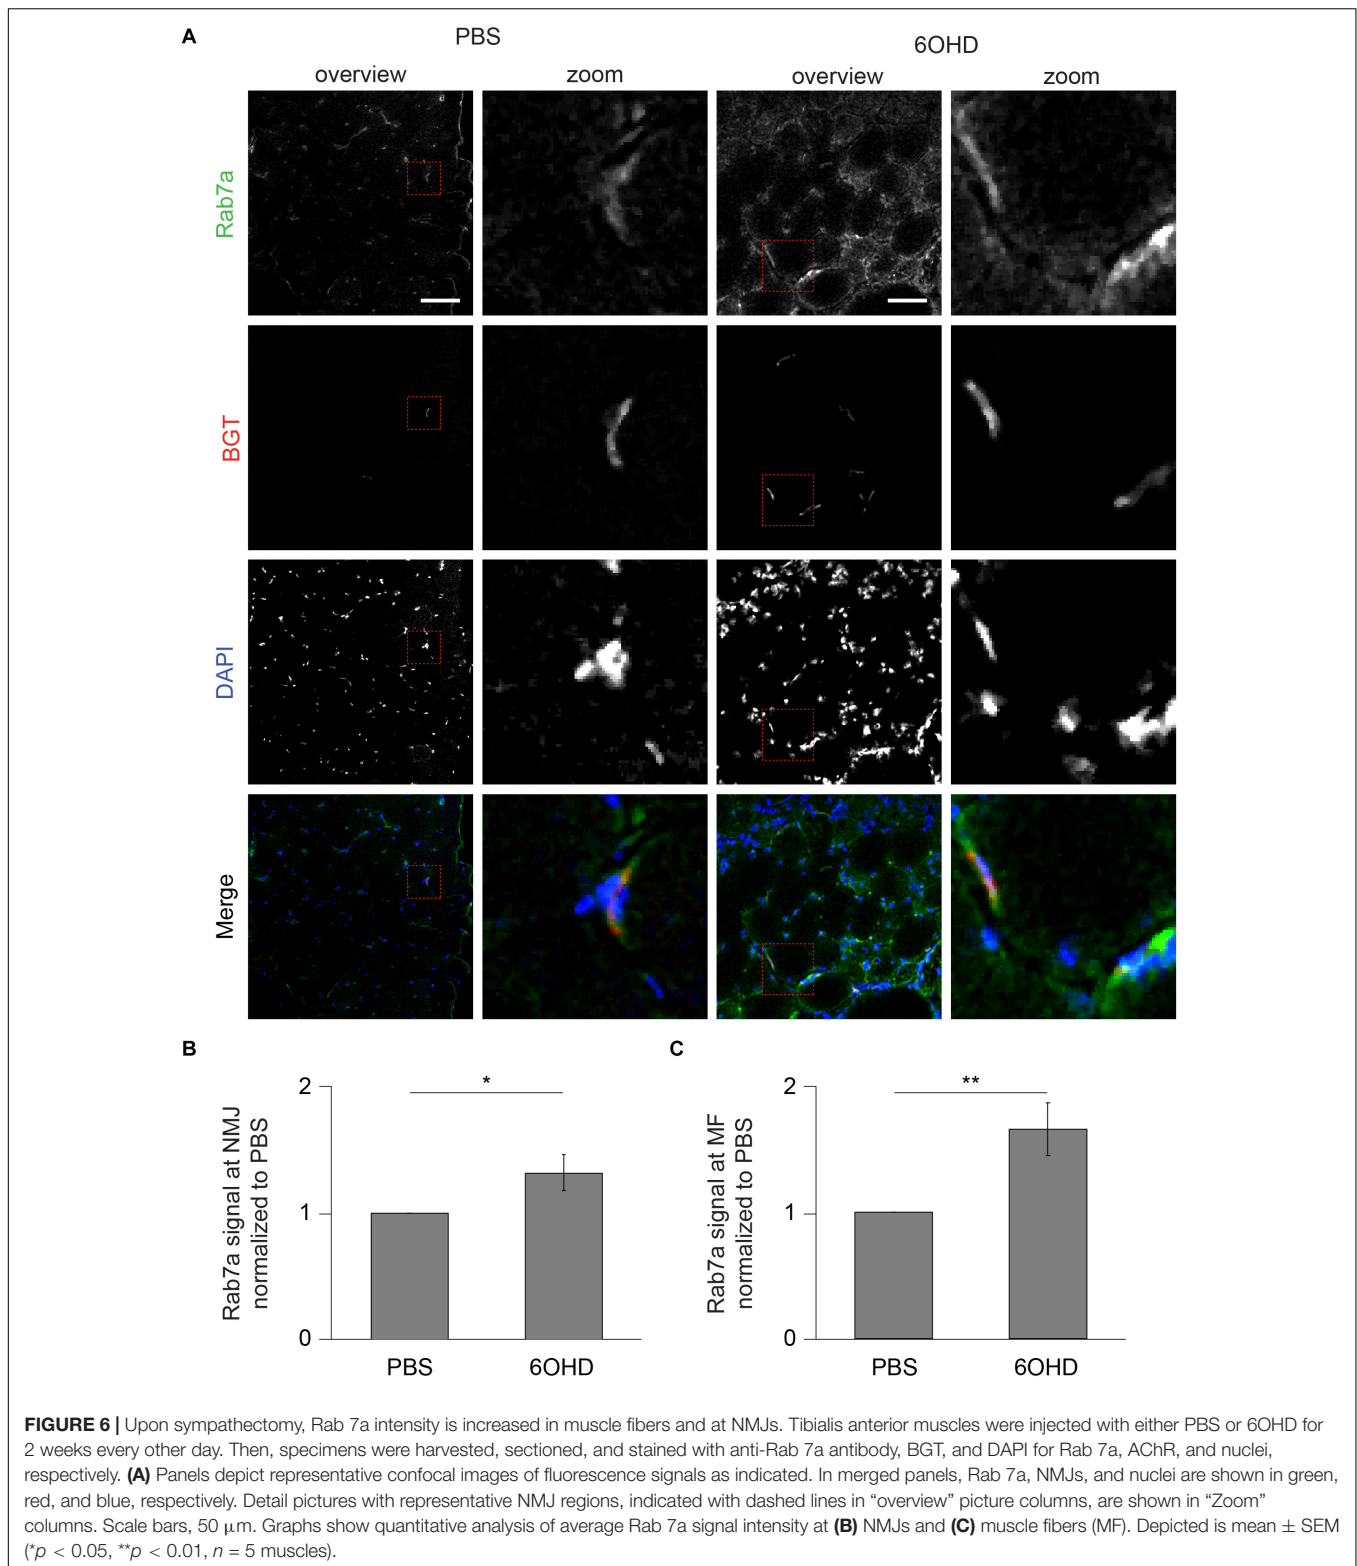 A
PBS
6OHD
overview
zoom
overview
zoom
Rab7a
BGT
DAPI
Merge
B
C
2
*
Rab7a signal at NMJ
normalized to PBS
1
0
PBS
6OHD
2
**
Rab7a signal at MF
normalized to PBS
1
0
PBS
6OHD
FIGURE 6 | Upon sympathectomy, Rab 7a intensity is increased in muscle fibers and at NMJs. Tibialis anterior muscles were injected with either PBS or 6OHD for
2 weeks every other day. Then, specimens were harvested, sectioned, and stained with anti-Rab 7a antibody, BGT, and DAPI for Rab 7a, AChR, and nuclei,
respectively. (A) Panels depict representative confocal images of fluorescence signals as indicated. In merged panels, Rab 7a, NMJs, and nuclei are shown in green,
red, and blue, respectively. Detail pictures with representative NMJ regions, indicated with dashed lines in “overview” picture columns, are shown in “Zoom”
columns. Scale bars, 50 μm. Graphs show quantitative analysis of average Rab 7a signal intensity at (B) NMJs and (C) muscle fibers (MF). Depicted is mean ± SEM
(*p < 0.05, **p < 0.01, n = 5 muscles).